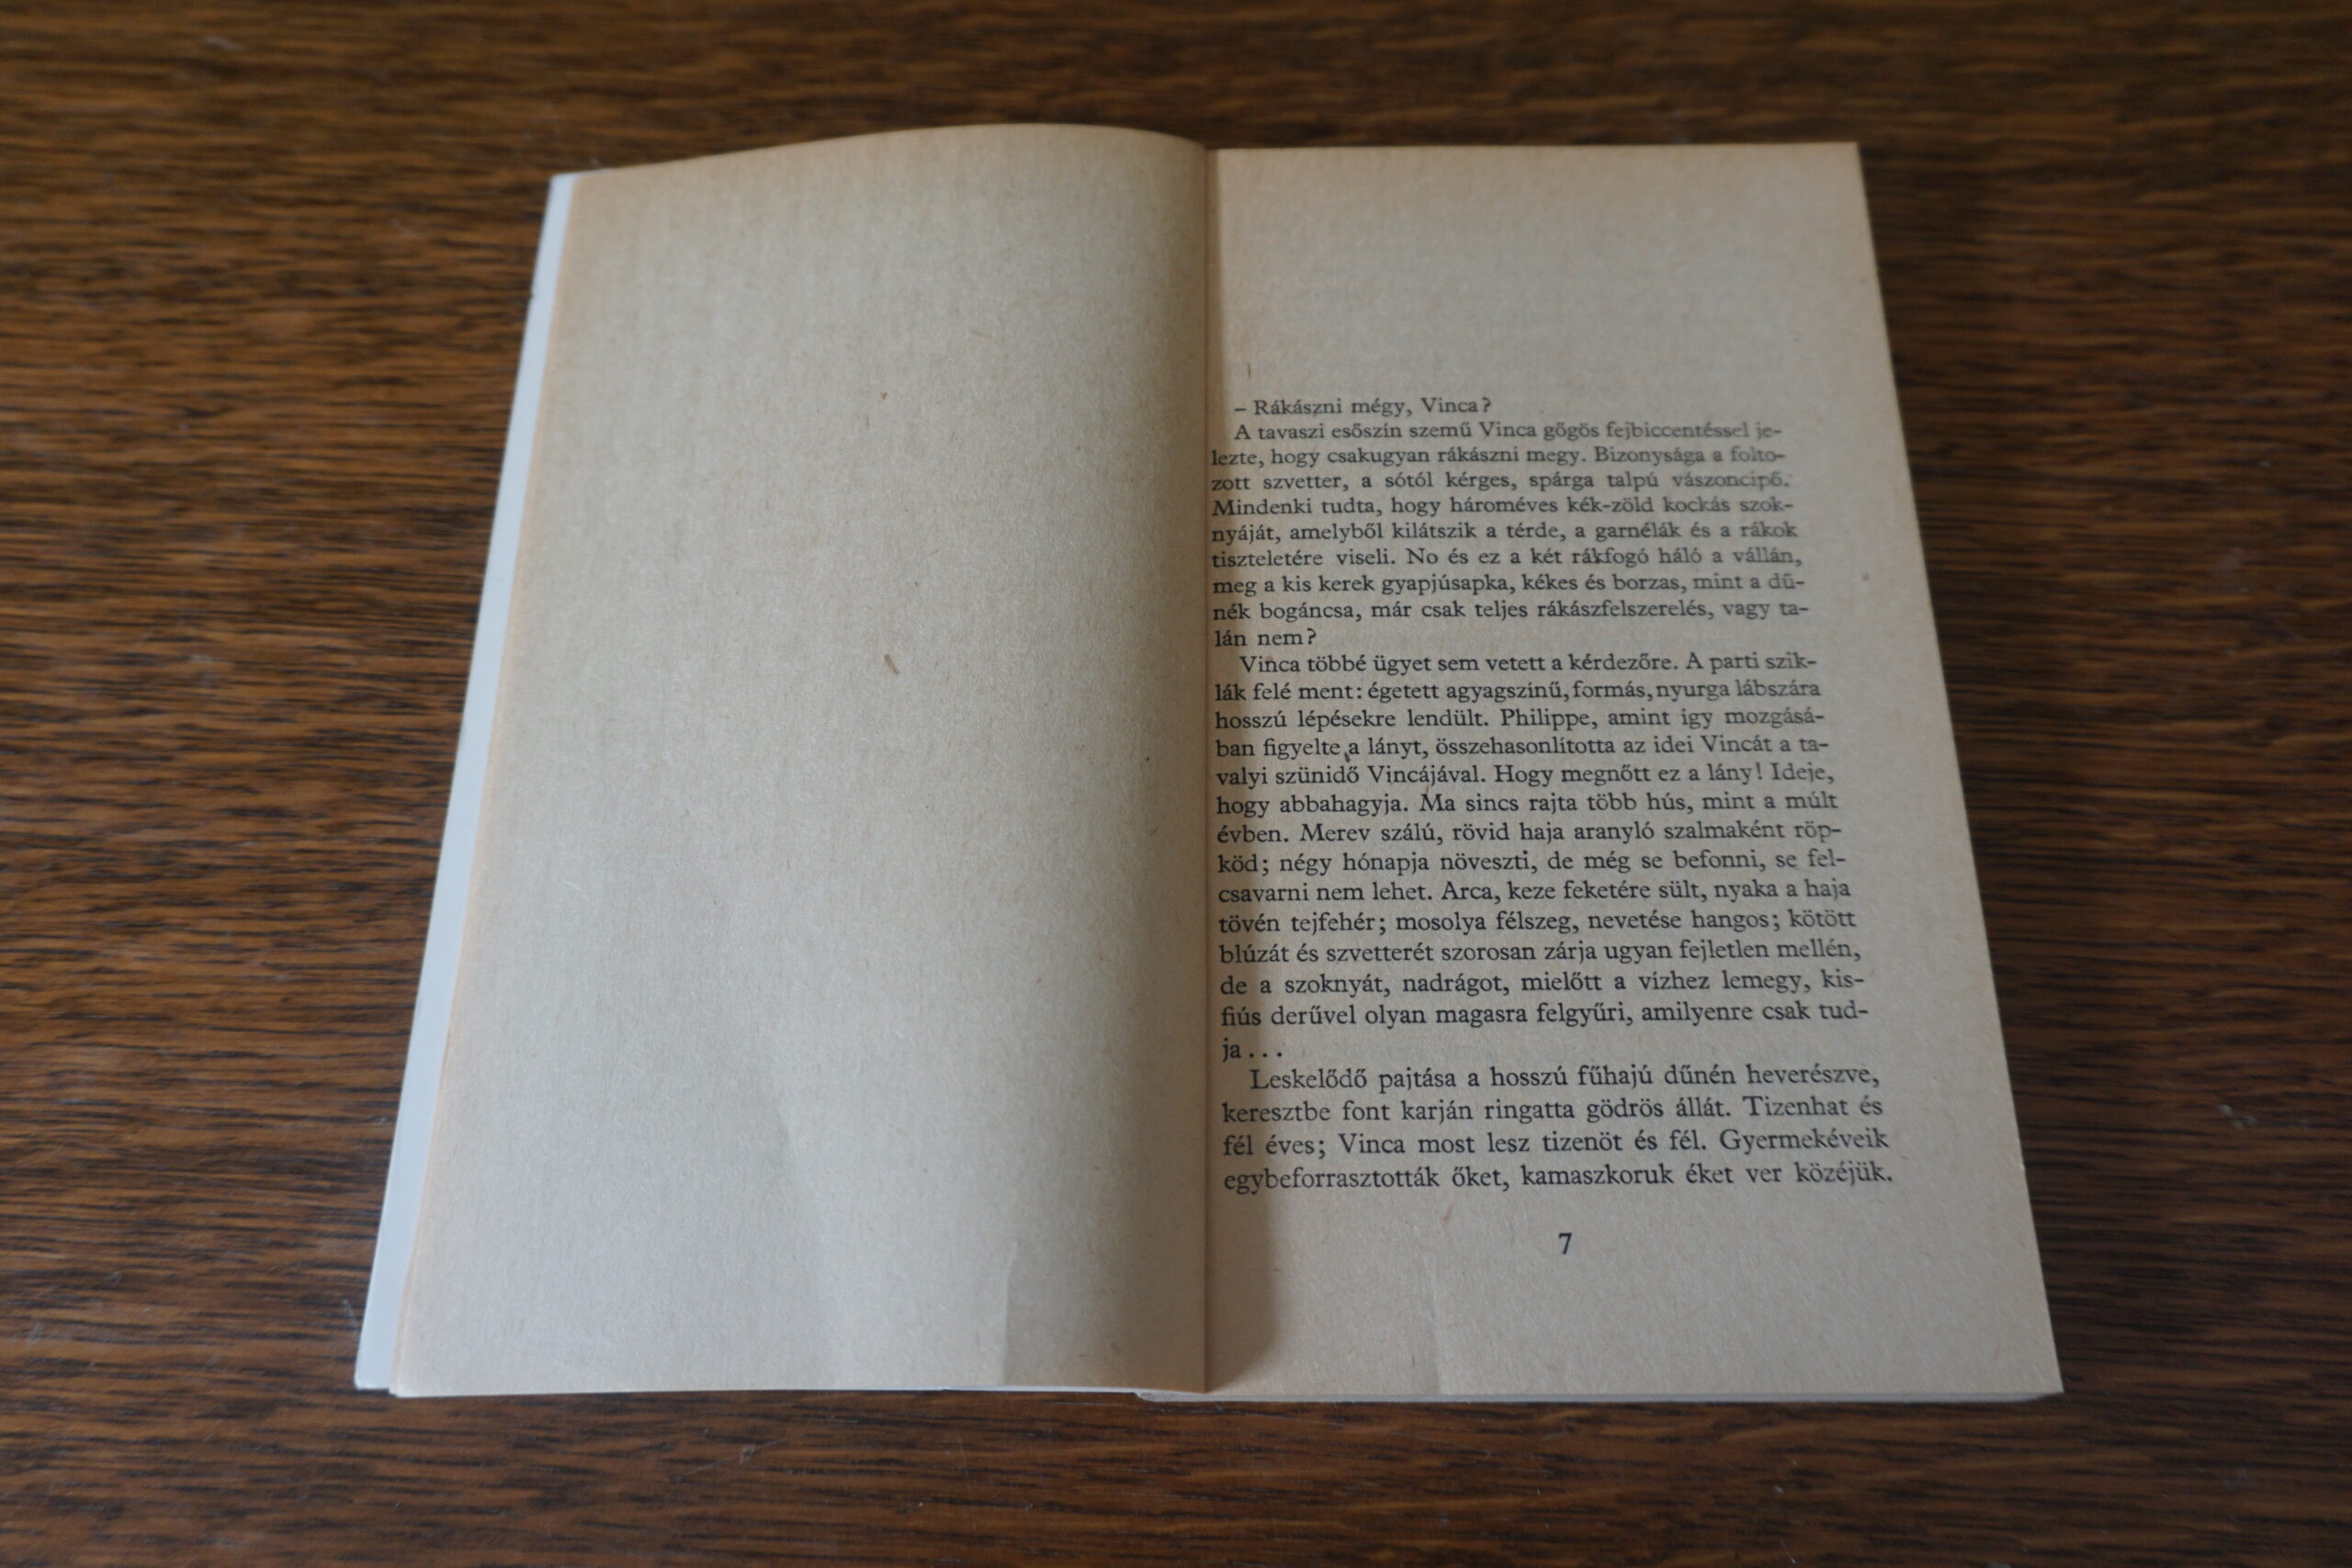 – Rákászni mégy, Vinca?
A tavaszi esőszín szemű Vinca gőgös fejbiccentéssel je-
lezte, hogy csakugyan rákászni megy. Bizonysága a folto-
zott szvetter, a sótól kérges, spárga talpú vászoncipő.
Mindenki tudta, hogy hároméves kék-zöld kockás szok-
nyáját, amelyből kilátszik a térde, a garnélák és a rákok
tiszteletére viseli. No és ez a két rákfogó háló a vállán,
meg a kis kerek gyapjúsapka, kékes és borzas, mint a dű-
nék bogáncsa, már csak teljes rákászfelszerelés, vagy ta-
lán nem?
Vinca többé ügyet sem vetett a kérdezőre. A parti szik-
lák felé ment: égetett agyagszínű, formás, nyurga lábszára
hosszú lépésekre lendült. Philippe, amint így mozgásá-
ban figyelte a lányt, összehasonlította az idei Vincát a ta-
valyi szünidő Vincájával. Hogy megnőtt ez a lány! Ideje,
hogy abbahagyja. Ma sincs rajta több hús, mint a múlt
évben. Merev szálú, rövid haja aranyló szalmaként röp-
köd; négy hónapja növeszti, de még se befonni, se fel-
csavarni nem lehet. Arca, keze feketére sült, nyaka a haja
tövén tejfehér; mosolya félszeg, nevetése hangos; kötött
blúzát és szvetterét szorosan zárja ugyan fejletlen mellén,
de a szoknyát, nadrágot, mielőtt a vízhez lemegy, kis-
fiús derűvel olyan magasra felgyűri, amilyenre csak tud-
ja...
Leskelődő pajtása a hosszú fűhajú dűnén heverészve,
keresztbe font karján ringatta gödrös állát. Tizenhat és
fél éves; Vinca most lesz tizenöt és fél. Gyermekéveik
egybeforrasztották őket, kamaszkoruk éket ver közéjük.
7